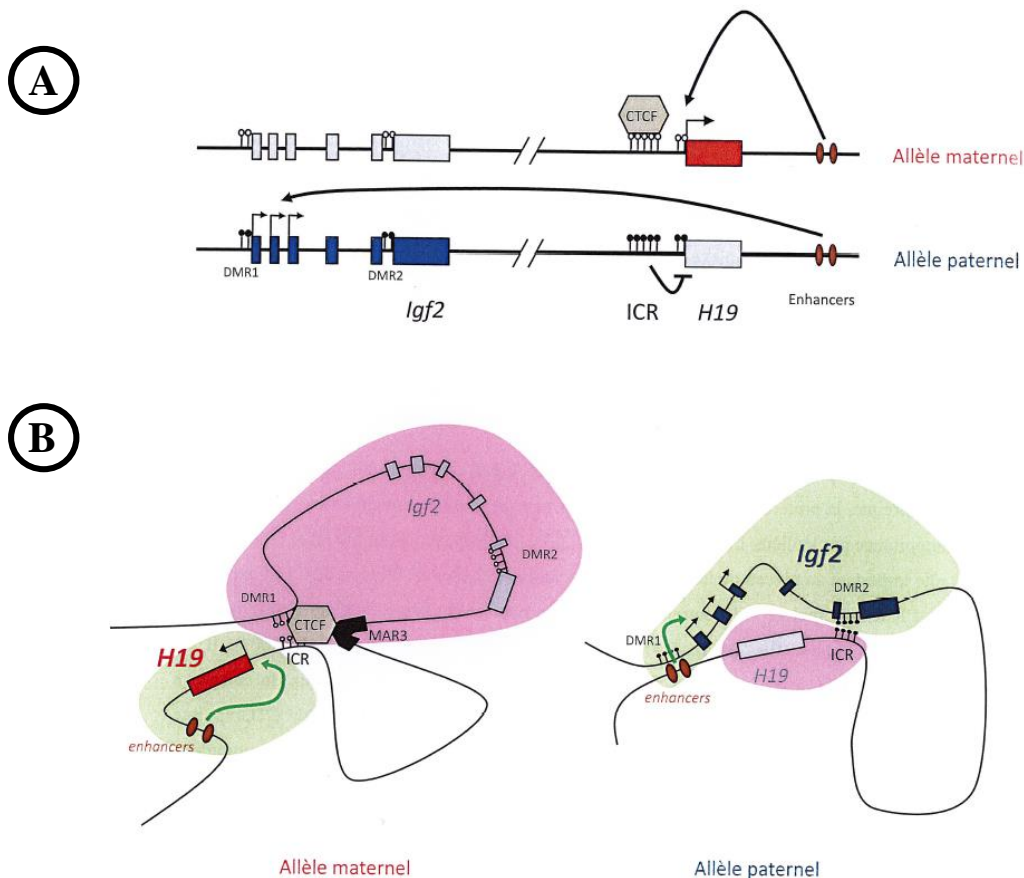 A
CTCF
Allèle maternel
DMR1
DMR2
Allèle paternel
Igf2
ICR
H19
Enhancers
B
Igf2
DMR2
DMR1
CTCF
MAR3
ICR
H19
enhancers
Allèle maternel
Igf2
DMR2
DMR1
ICR
H19
enhancers
Allèle paternel